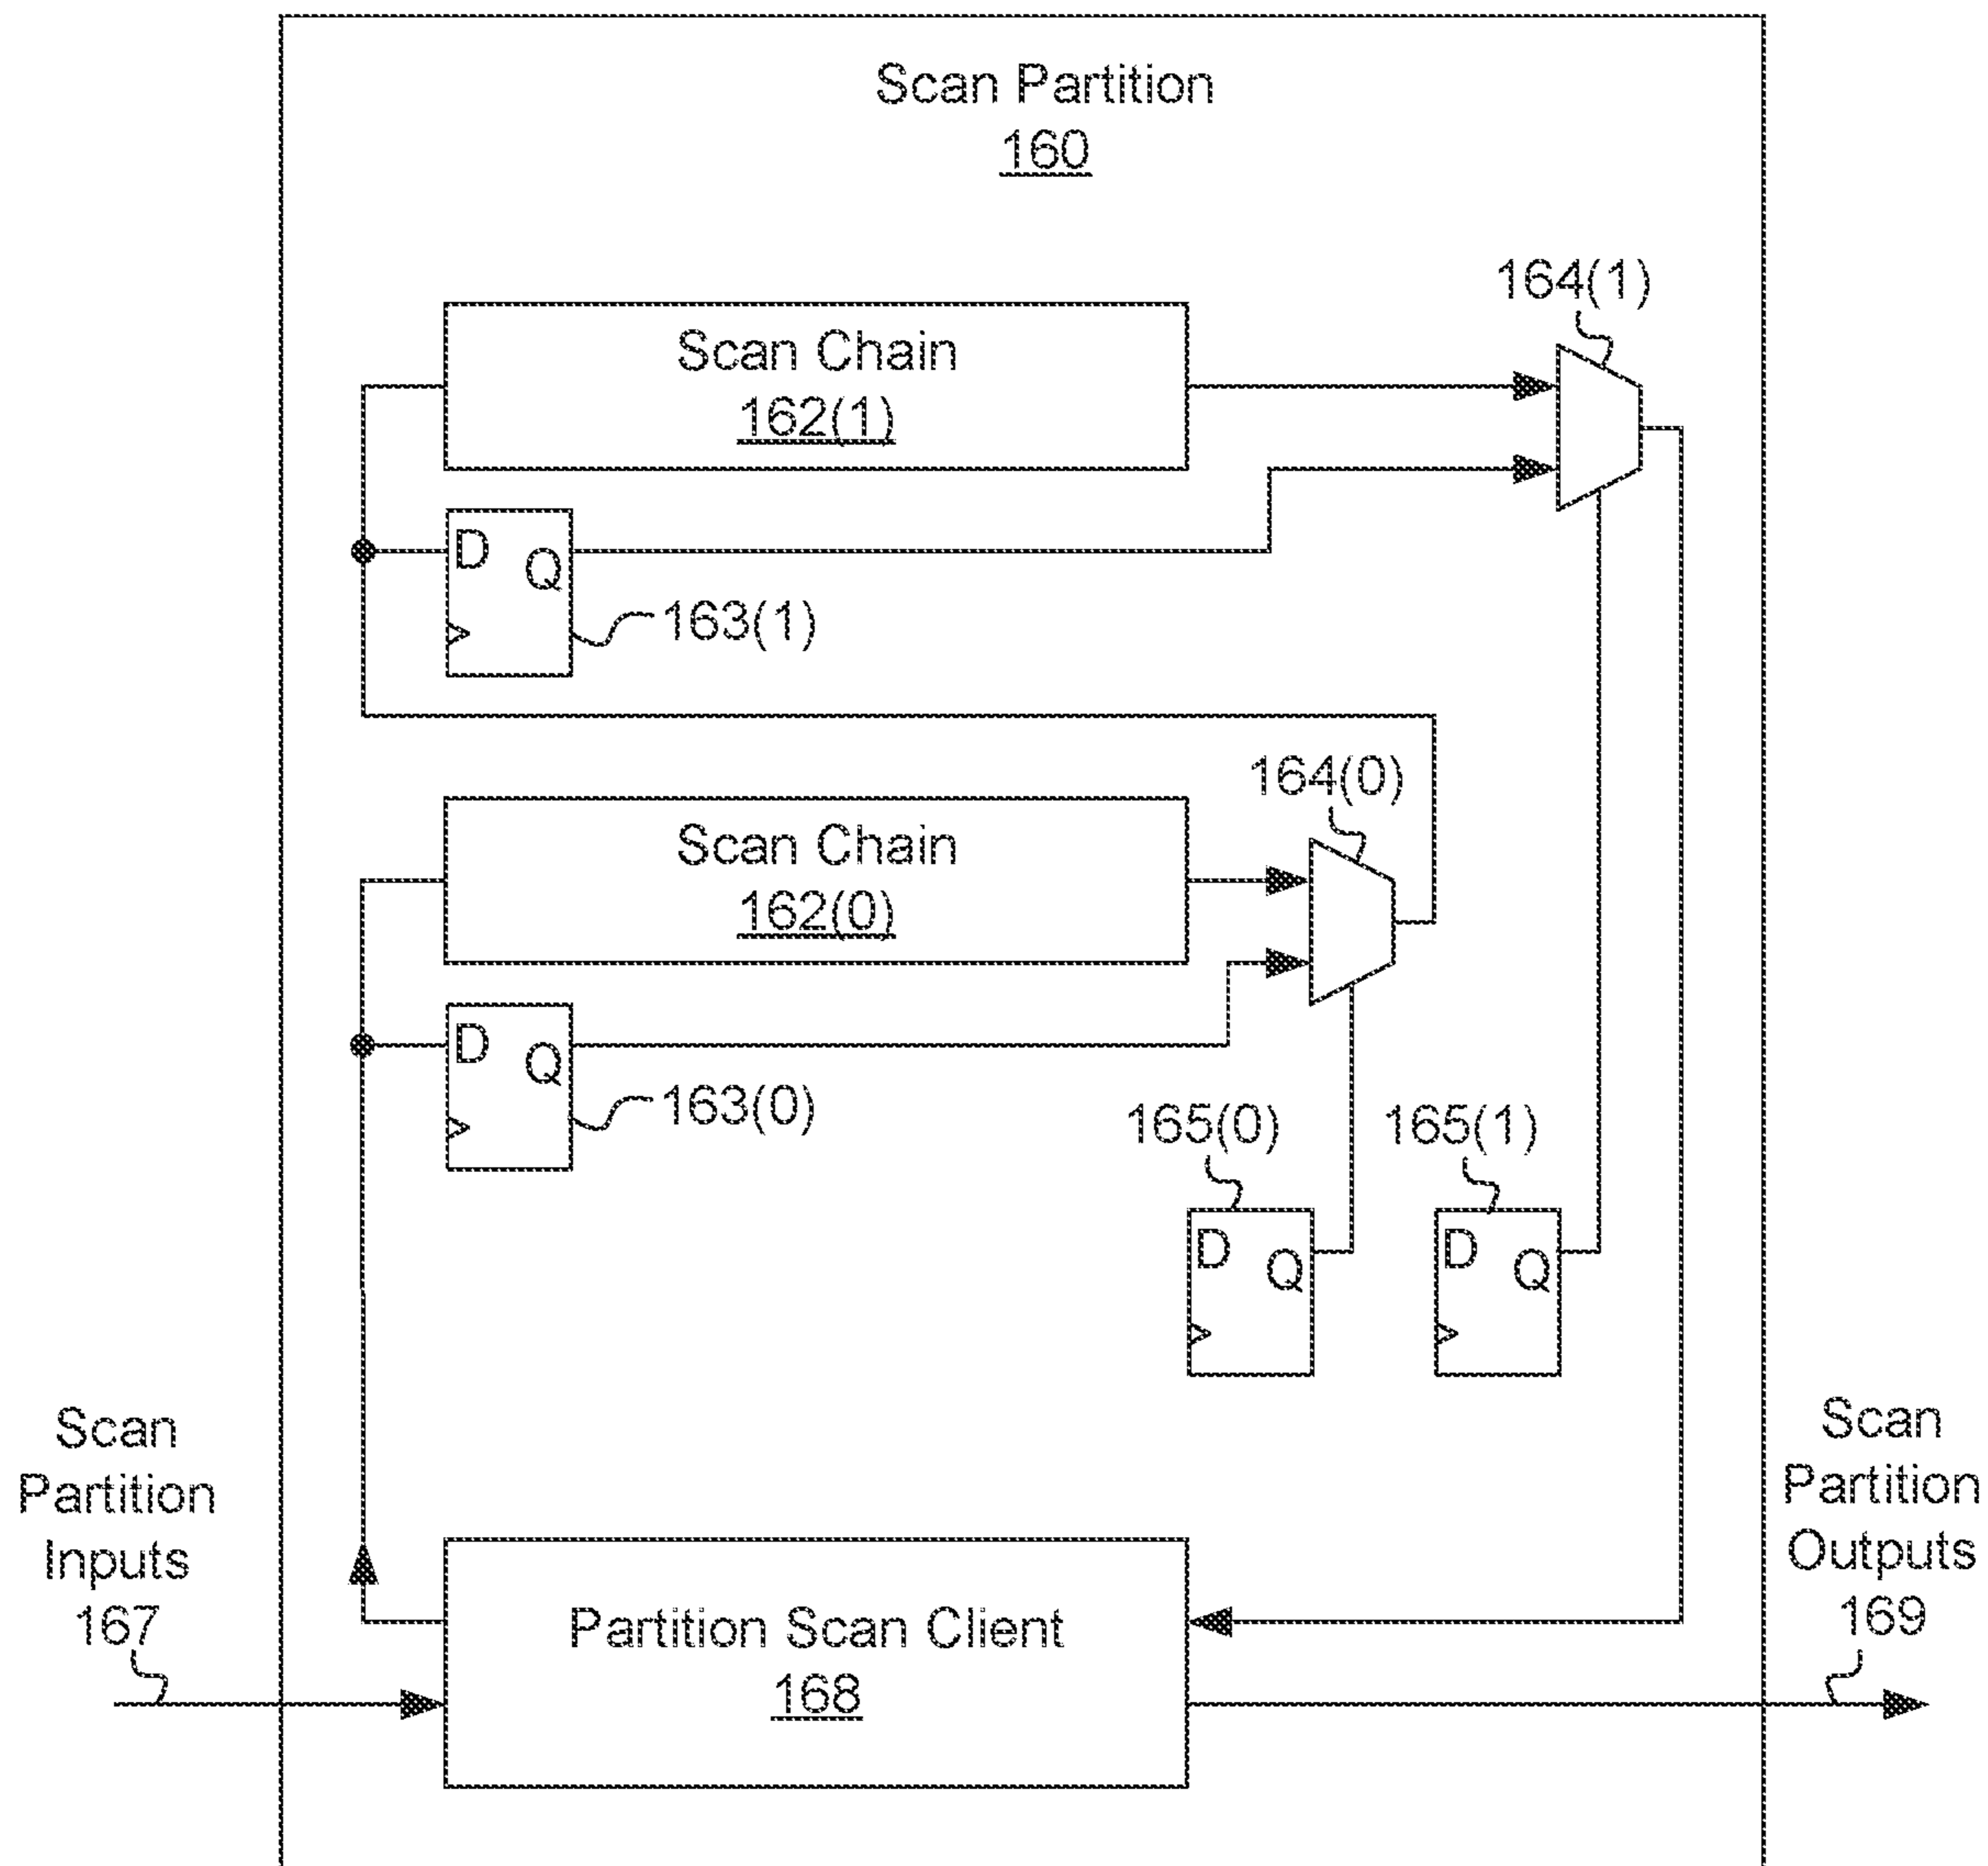 Scan Partition
160
164(1)
Scan Chain
162(1)
D
Q
163(1)
164(0)
Scan Chain
162(0)
D
Q
163(0)
165(0)
165(1)
D
Q
D
Q
Scan
Partition
Inputs
167
Scan
Partition
Outputs
169
Partition Scan Client
168